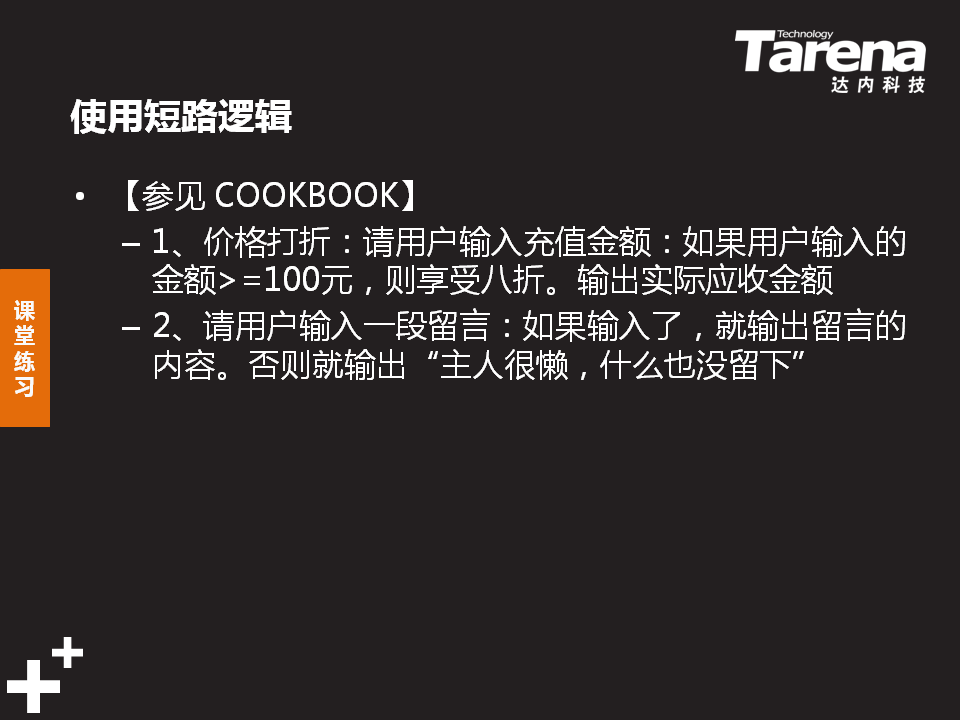 Technology
Tarena
达内科技
使用短路逻辑
• 【参见 COOKBOOK】
– 1、价格打折：请用户输入充值金额：如果用户输入的
金额>=100元，则享受八折。输出实际应收金额
– 2、请用户输入一段留言：如果输入了，就输出留言的
内容。否则就输出“主人很懒，什么也没留下”
课
堂
练
习